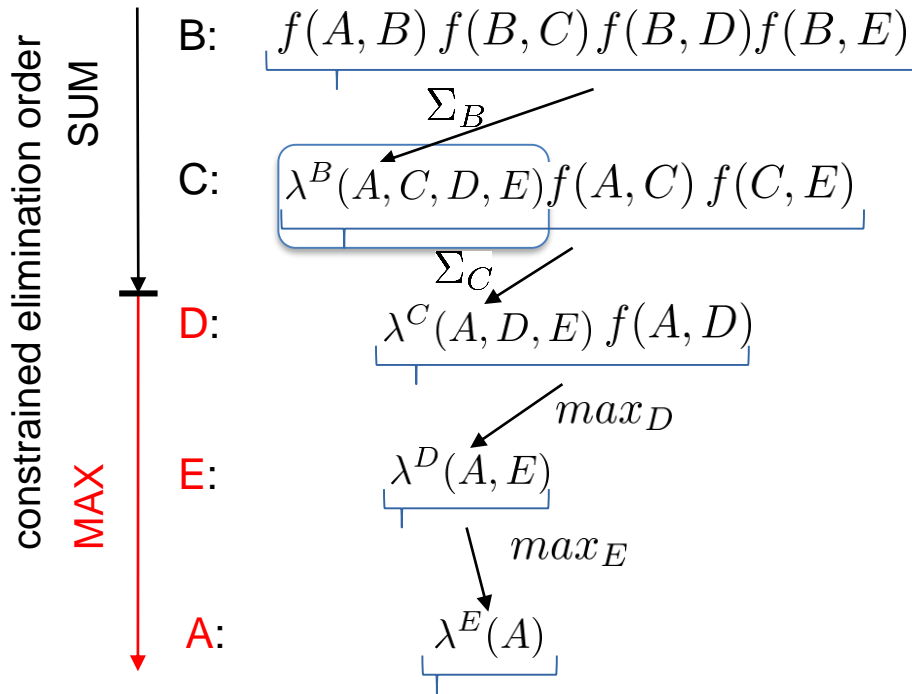 constrained elimination order
SUM
MAX
B: f(A, B) f(B, C) f(B, D)f(B, E)
Σ_B
C: λ^B(A, C, D, E)f(A, C) f(C, E)
Σ_C
D: λ^C(A, D, E) f(A, D)
max_D
E: λ^D(A, E)
max_E
A: λ^E(A)